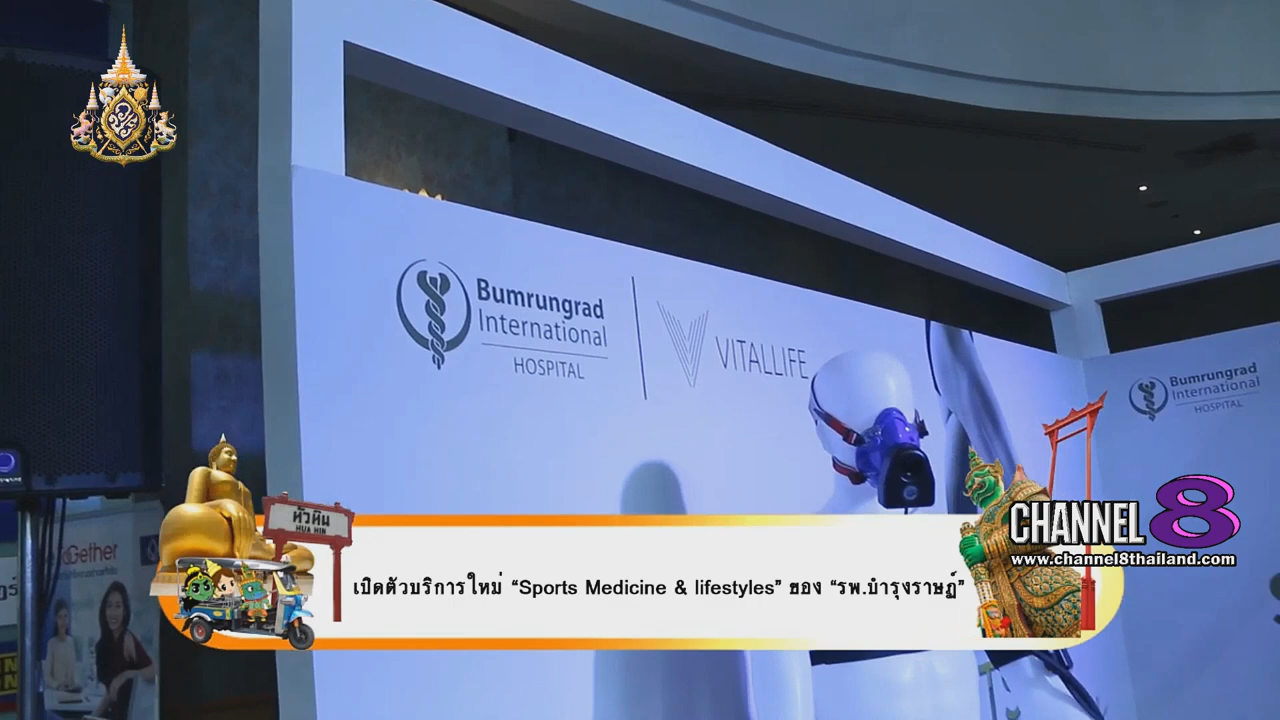 Bumrungrad
International
HOSPITAL
VITALLIFE
Bumrungrad
International
HOSPITAL
Gether
หัวหิน
HUA HIN
เปิดตัวบริการใหม่ “Sports Medicine & lifestyles” ของ “รพ.บำรุงราษฎ์”
CHANNEL 8
www.channel8thailand.com